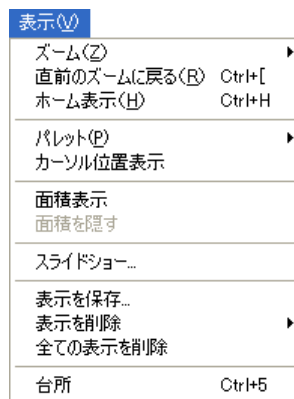 表示(V)
ズーム(Z)
直前のズームに戻る(R) Ctrl+[
ホーム表示(H) Ctrl+H
パレット(P)
カーソル位置表示
面積表示
面積を隠す
スライドショー...
表示を保存...
表示を削除
全ての表示を削除
台所 Ctrl+5